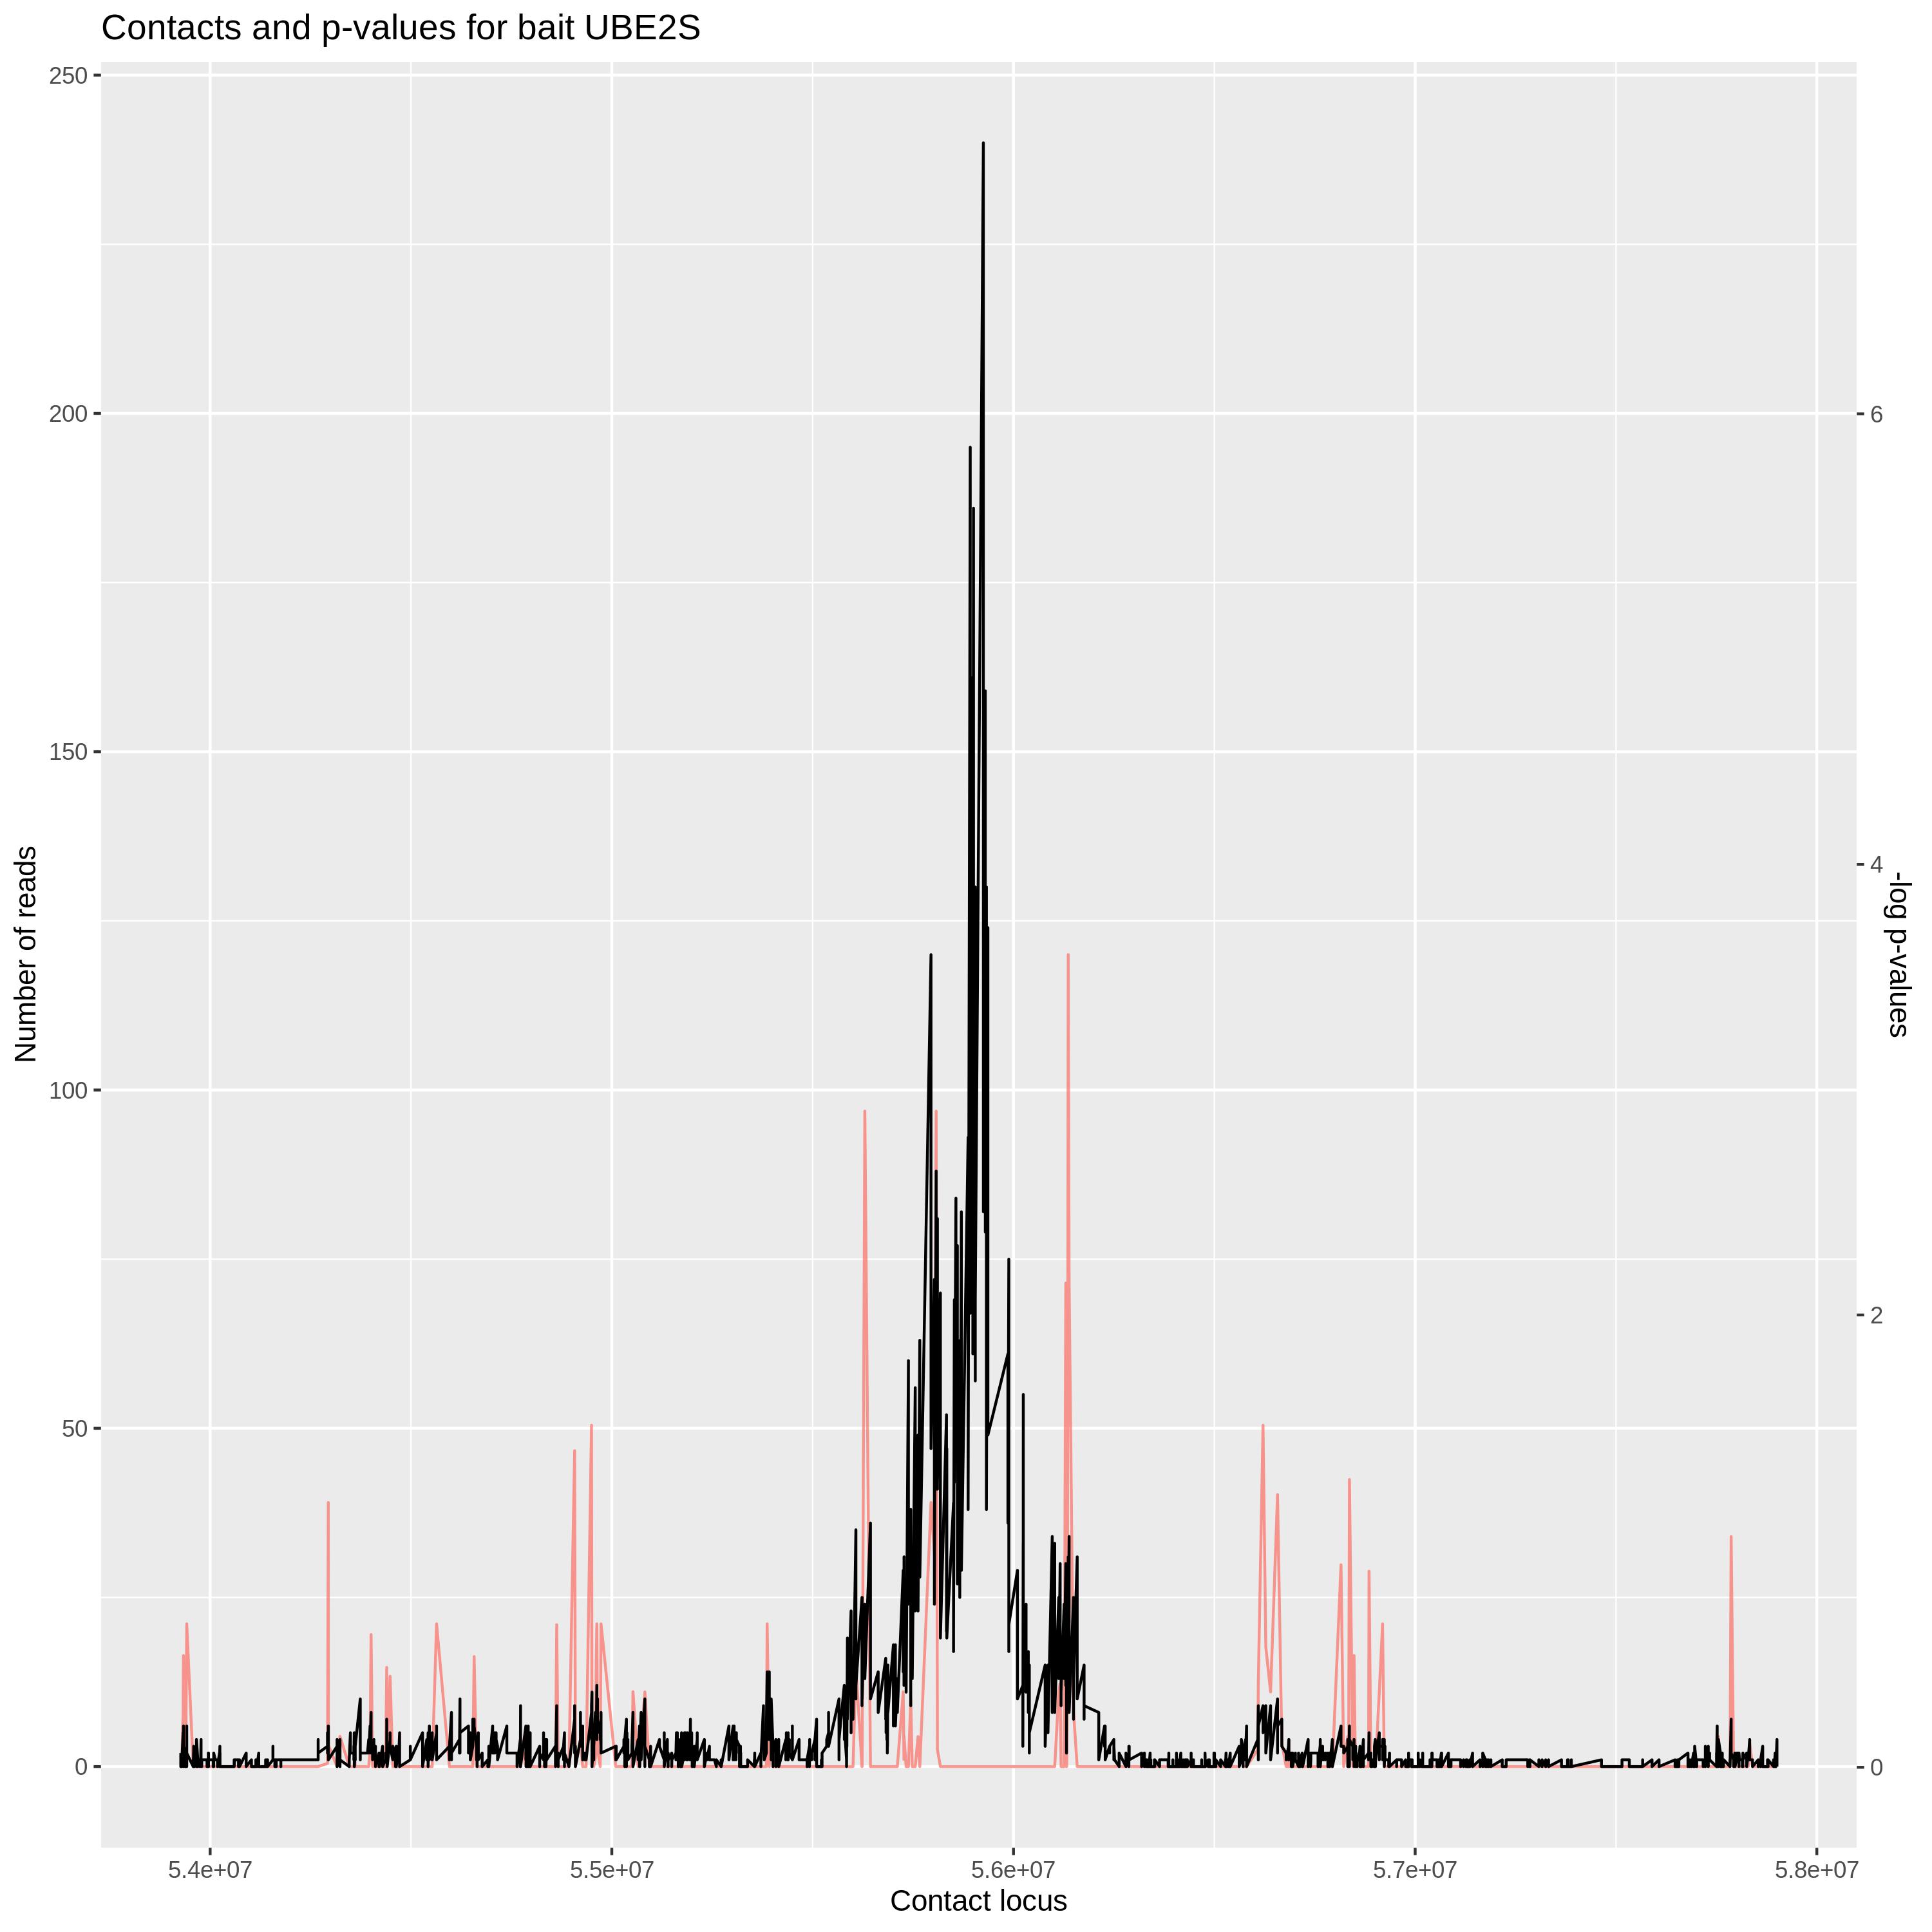 Contacts and p-values for bait UBE2S
250
200
150
100
50
0
Number of reads
6
4
2
0
-log p-values
5.4e+07
5.5e+07
5.6e+07
5.7e+07
5.8e+07
Contact locus